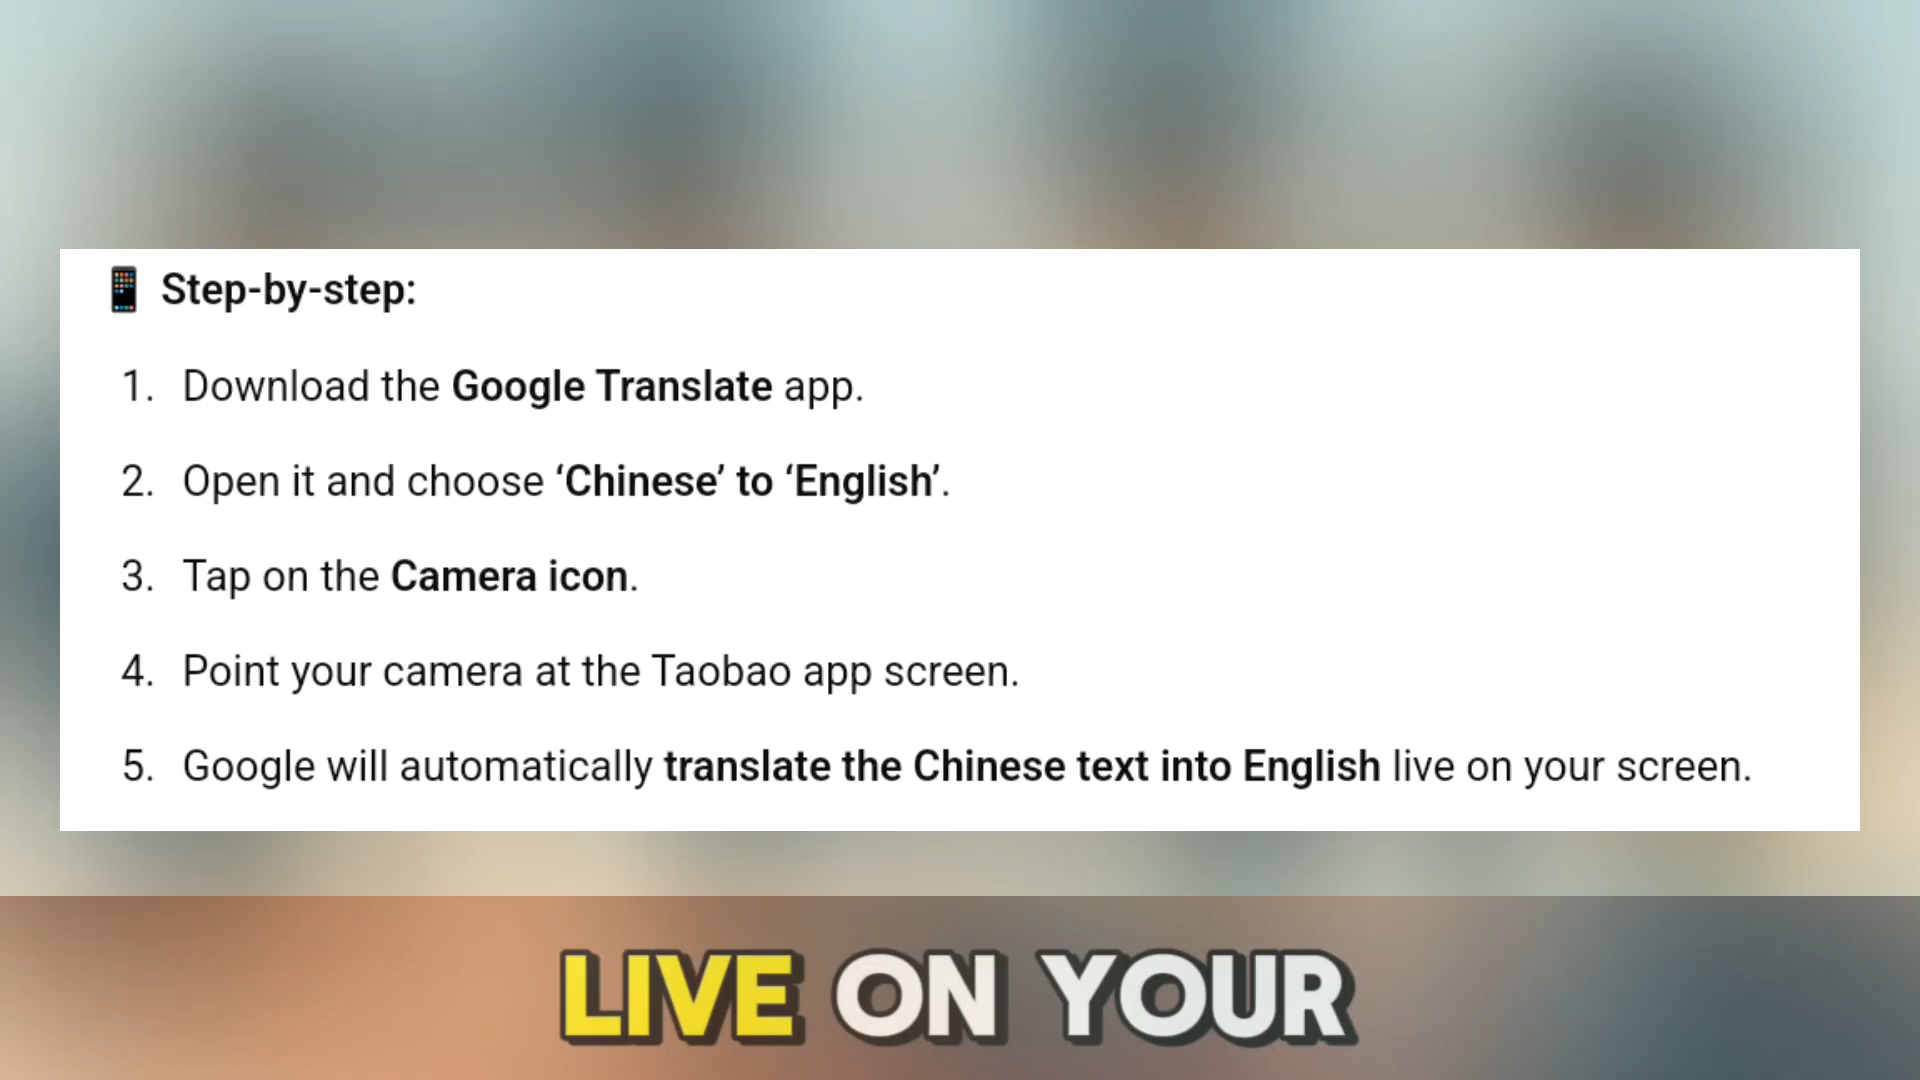 📱 Step-by-step:
1. Download the Google Translate app.
2. Open it and choose ‘Chinese’ to ‘English’.
3. Tap on the Camera icon.
4. Point your camera at the Taobao app screen.
5. Google will automatically translate the Chinese text into English live on your screen.
LIVE ON YOUR